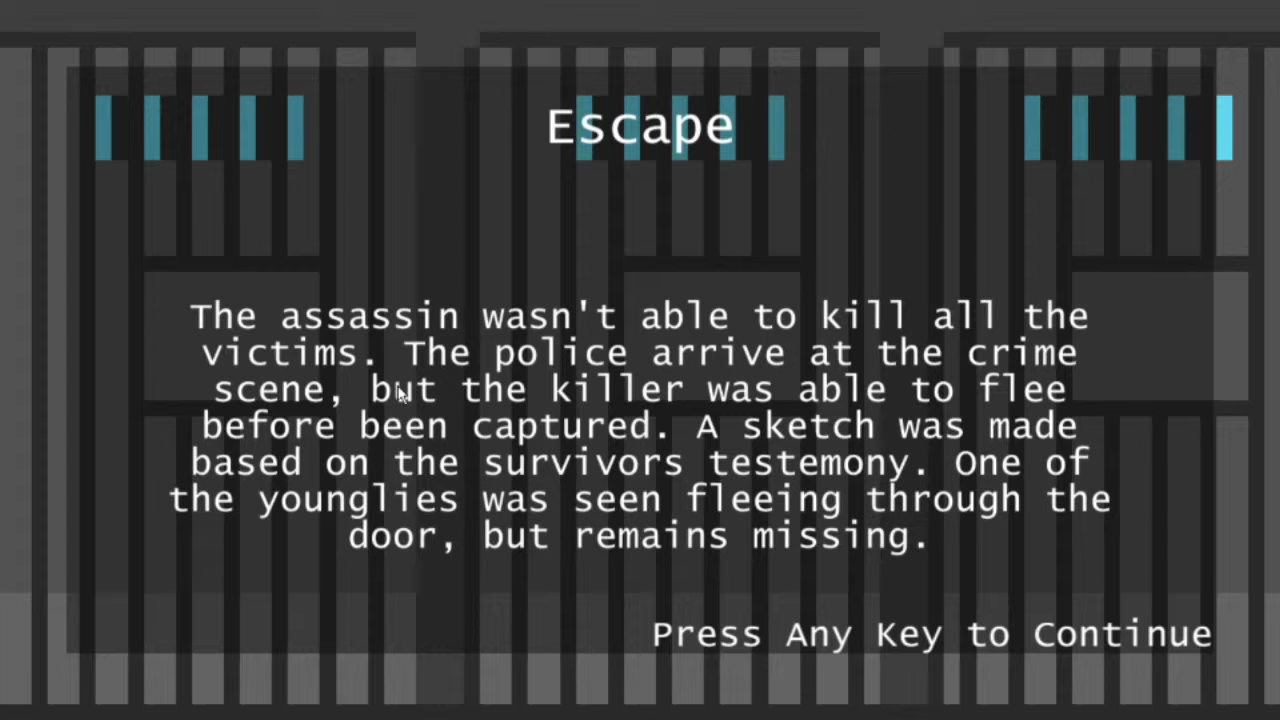 Escape
The assassin wasn't able to kill all the
victims. The police arrive at the crime
scene, but the killer was able to flee
before been captured. A sketch was made
based on the survivors testemony. One of
the younglies was seen fleeing through the
door, but remains missing.
Press Any Key to Continue